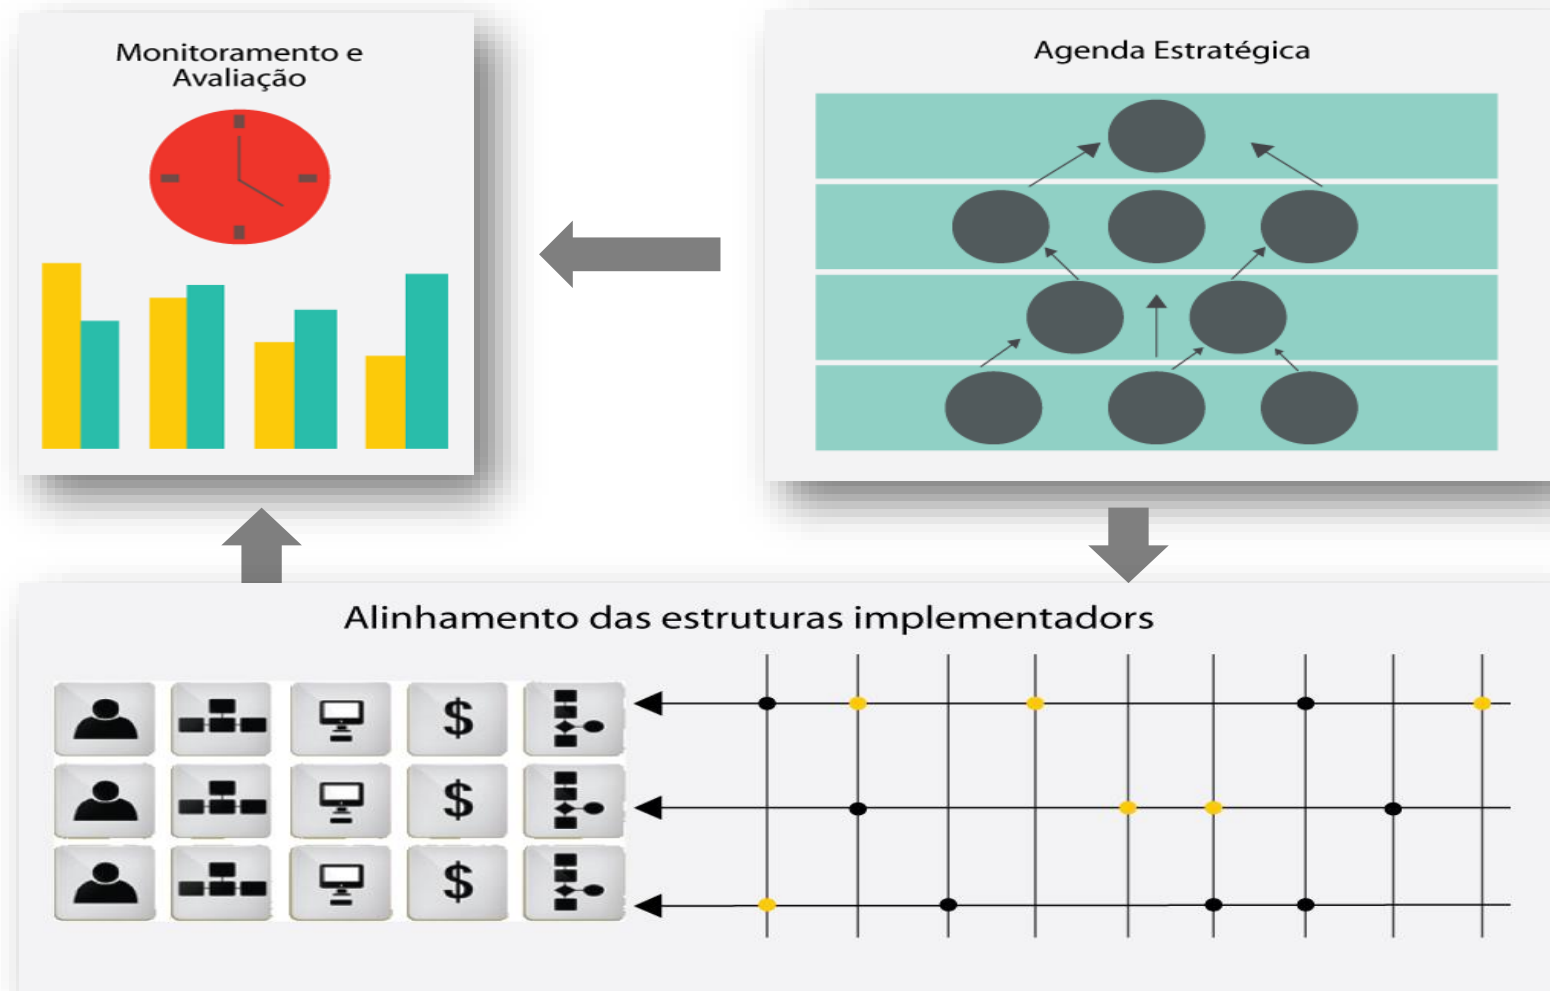 Monitoramento e
Avaliação
Agenda Estratégica
Alinhamento das estruturas implementadors
$
$
$